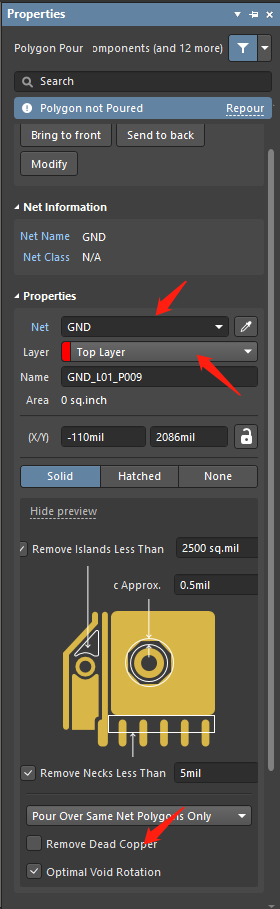 Properties
Polygon Pour omponents (and 12 more)
Search
Polygon not Poured Repour
Bring to front Send to back
Modify
Net Information
Net Name GND
Net Class N/A
Properties
Net GND
Layer Top Layer
Name GND_L01_P009
Area 0 sq.inch
(X/Y) -110mil 2086mil
Solid Hatched None
Hide preview
Remove Islands Less Than 2500 sq.mil
c Approx. 0.5mil
Remove Necks Less Than 5mil
Pour Over Same Net Polygons Only
Remove Dead Copper
Optimal Void Rotation